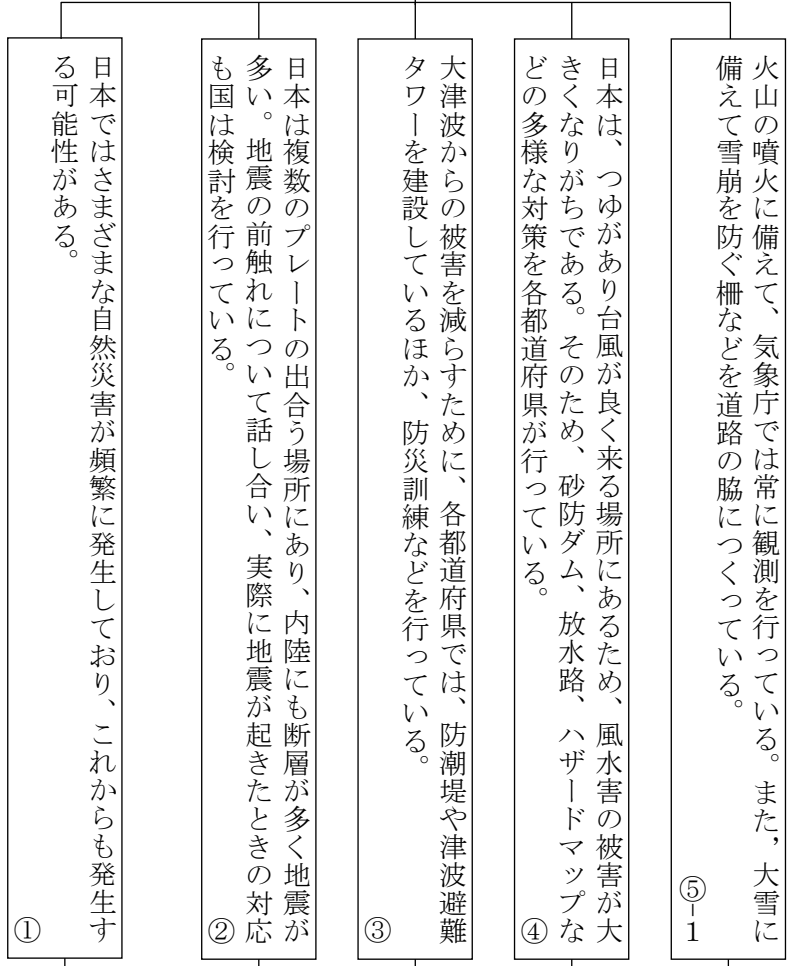 火山の噴火に備えて、気象庁では常に観測を行っている。また,大雪に
備えて雪崩を防ぐ柵などを道路の脇につくっている。
⑤-1
日本は、つゆがあり台風が良く来る場所にあるため、風水害の被害が大
きくなりがちである。そのため、砂防ダム、放水路、ハザードマップな
どの多様な対策を各都道府県が行っている。
④
大津波からの被害を減らすために、各都道府県では、防潮堤や津波避難
タワーを建設しているほか、防災訓練などを行っている。
③
日本は複数のプレートの出合う場所にあり、内陸にも断層が多く地震が
多い。地震の前触れについて話し合い、実際に地震が起きたときの対応
も国は検討を行っている。
②
日本ではさまざまな自然災害が頻繁に発生しており、これからも発生す
る可能性がある。
①